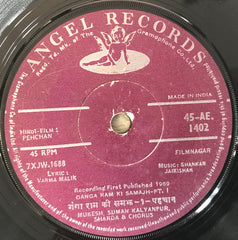 ANGEL RECORDS
Regd. Td. Mk. of The Gramophone Co. Ltd.
MADE IN INDIA
45-AE.
1402
HINDI-FILM :
PEHCHAN
45 RPM
7XJW.1688
LYRIC:
VARMA MALIK
FILMNAGAR
MUSIC: SHANKAR
JAIKISHAN
Recording First Published 1969
GANGA RAM KI SAMAJH-PT. 1
गंगा राम की समझ-1-पहचान
MUKESH, SUMAN KALYANPUR,
SHARDA & CHORUS